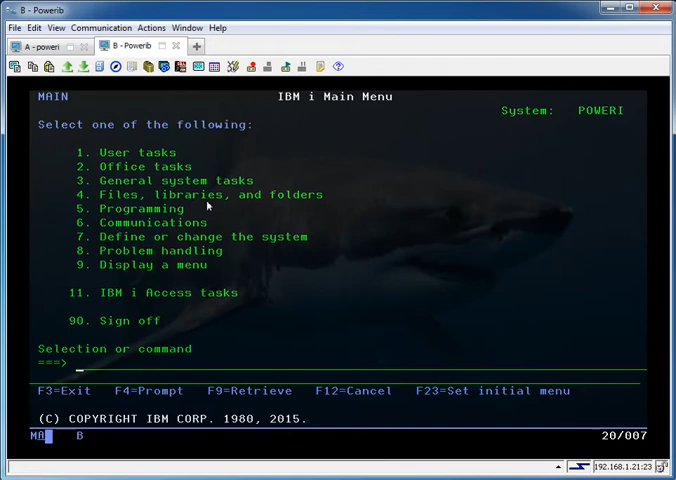 B - Powerib
File Edit View Communication Actions Window Help
A - poweri
B - Powerib
MAIN IBM i Main Menu
System: POWERI
Select one of the following:
1. User tasks
2. Office tasks
3. General system tasks
4. Files, libraries, and folders
5. Programming
6. Communications
7. Define or change the system
8. Problem handling
9. Display a menu
11. IBM i Access tasks
90. Sign off
Selection or command
===>
F3=Exit F4=Prompt F9=Retrieve F12=Cancel F23=Set initial menu
(C) COPYRIGHT IBM CORP. 1980, 2015.
MA B 20/007
192.168.1.21:23